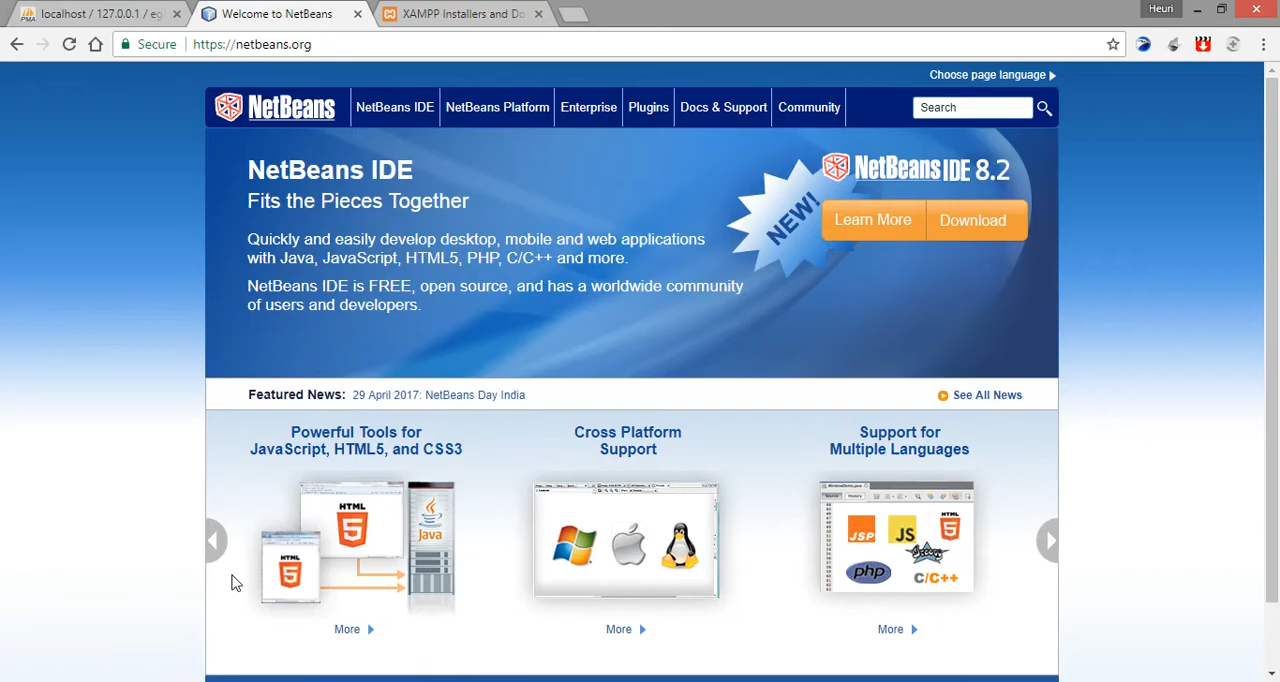 localhost / 127.0.0.1 / eg
Welcome to NetBeans
XAMPP Installers and Do
Heuri
Secure
https://netbeans.org
Choose page language
NetBeans
NetBeans IDE
NetBeans Platform
Enterprise
Plugins
Docs & Support
Community
Search
NetBeans IDE
Fits the Pieces Together
Quickly and easily develop desktop, mobile and web applications
with Java, JavaScript, HTML5, PHP, C/C++ and more.
NetBeans IDE is FREE, open source, and has a worldwide community
of users and developers.
NEW!
NetBeans IDE 8.2
Learn More
Download
Featured News: 29 April 2017: NetBeans Day India
See All News
Powerful Tools for
JavaScript, HTML5, and CSS3
HTML
5
HTML
5
Java
More
Cross Platform
Support
More
Support for
Multiple Languages
JSP
JS
HTML
5
Groovy
php
C/C++
More